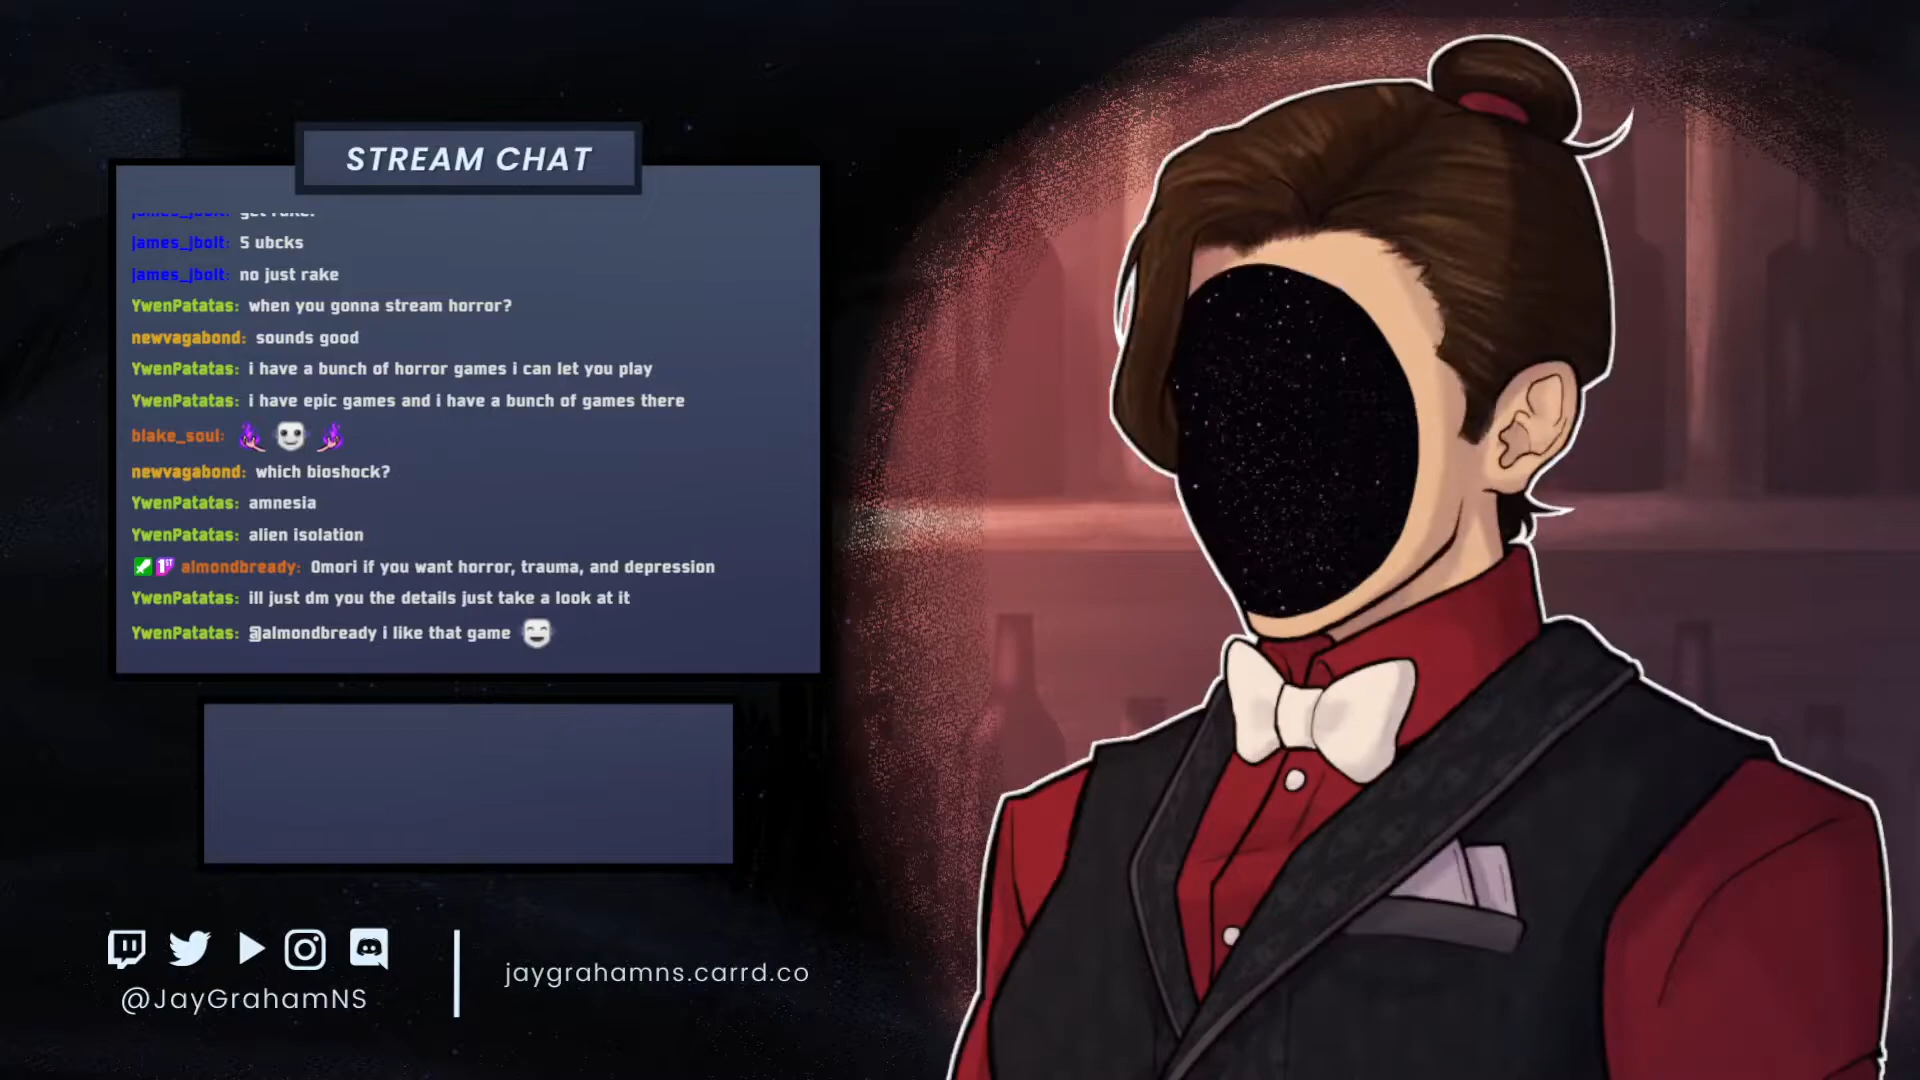 STREAM CHAT
james_jbolt: get rake.
james_jbolt: 5 ubcks
james_jbolt: no just rake
YwenPatatas: when you gonna stream horror?
newvagabond: sounds good
YwenPatatas: i have a bunch of horror games i can let you play
YwenPatatas: i have epic games and i have a bunch of games there
blake_soul:
newvagabond: which bioshock?
YwenPatatas: amnesia
YwenPatatas: alien isolation
1ST almondbready: Omori if you want horror, trauma, and depression
YwenPatatas: ill just dm you the details just take a look at it
YwenPatatas: @almondbready i like that game
@JayGrahamNS
jaygrahamns.carrd.co